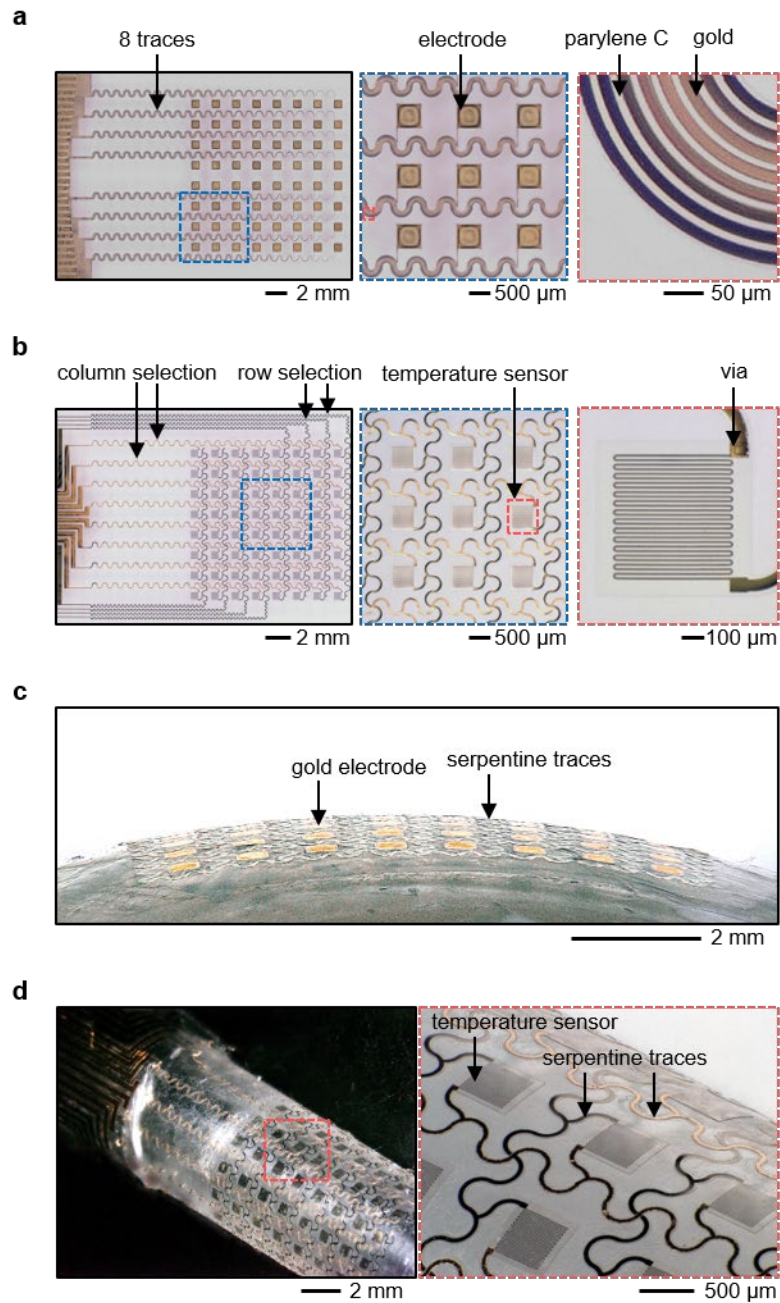 a
8 traces
electrode
parylene C
gold
2 mm
500 µm
50 µm
b
column selection
row selection
temperature sensor
via
2 mm
500 µm
100 µm
c
gold electrode
serpentine traces
2 mm
d
temperature sensor
serpentine traces
2 mm
500 µm